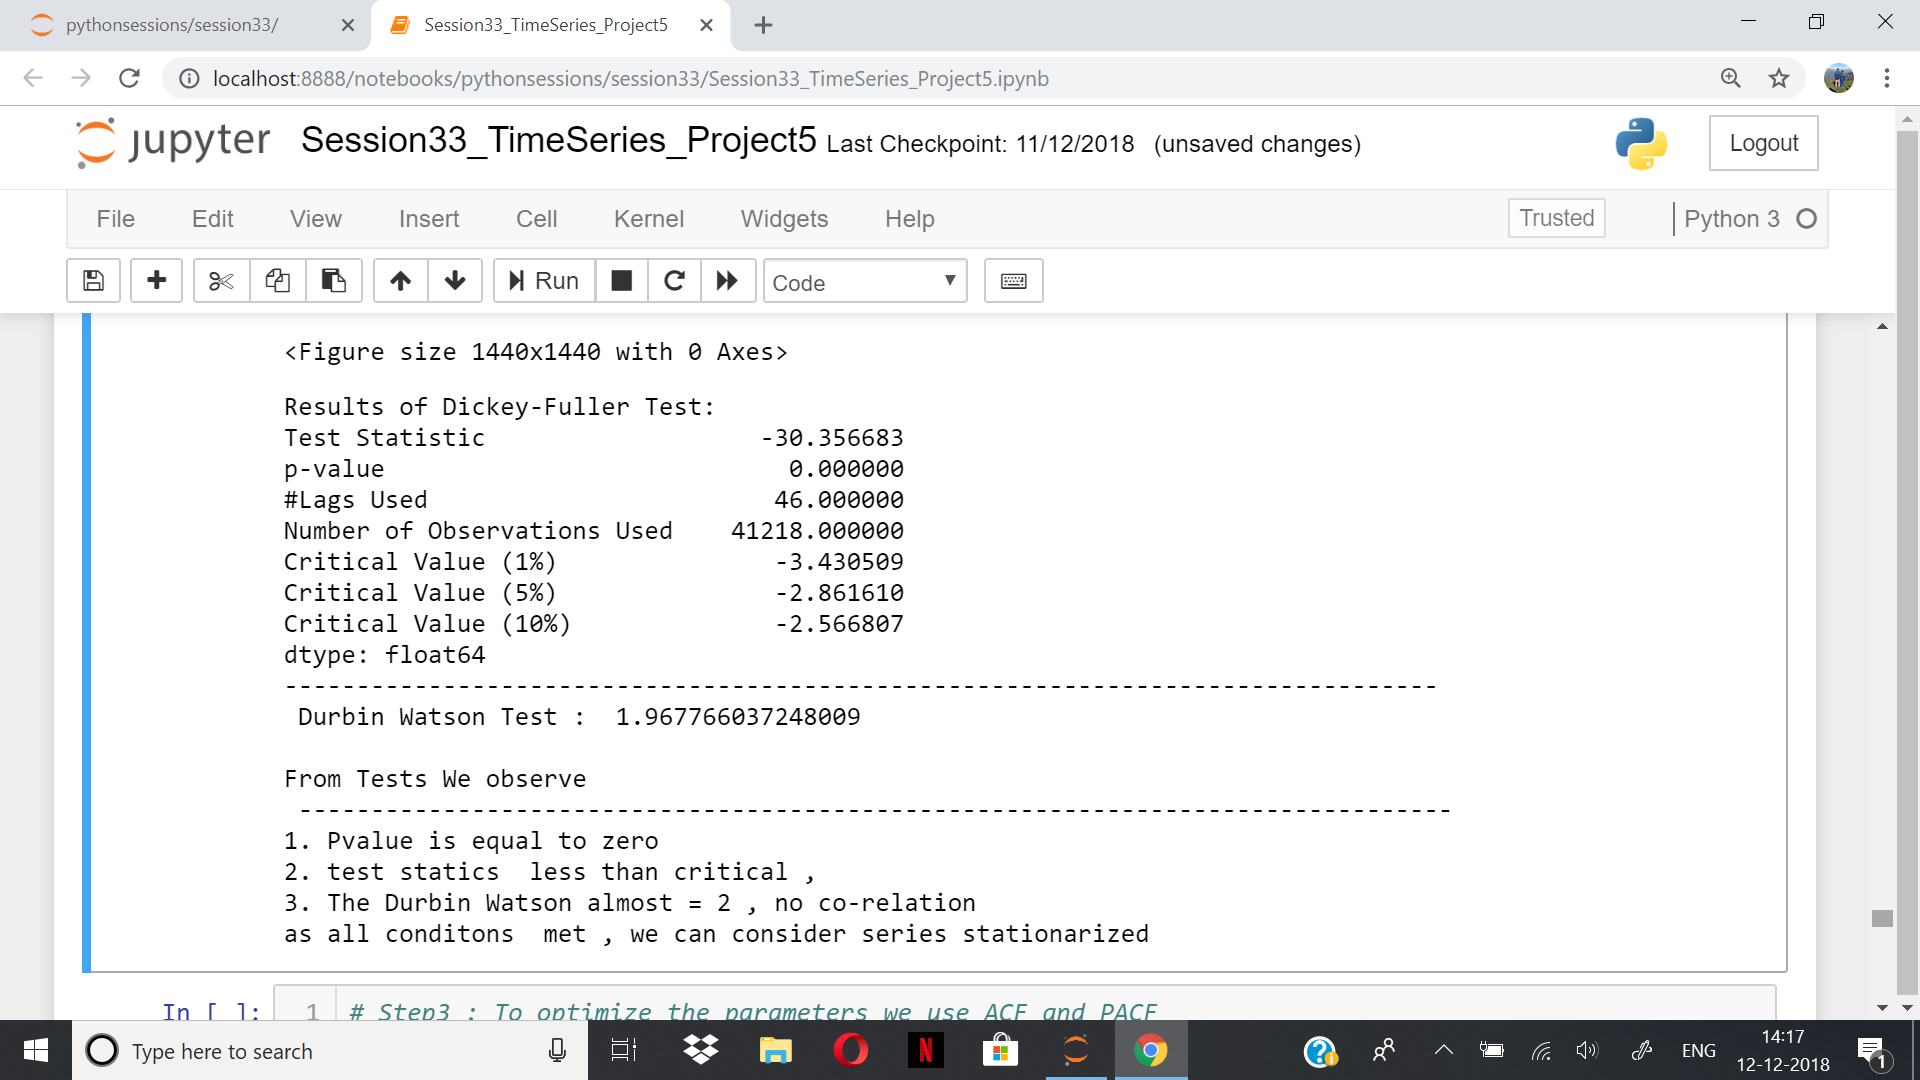 pythonsessions/session33/
Session33_TimeSeries_Project5
localhost:8888/notebooks/pythonsessions/session33/Session33_TimeSeries_Project5.ipynb
jupyter Session33_TimeSeries_Project5 Last Checkpoint: 11/12/2018 (unsaved changes)
Logout
File Edit View Insert Cell Kernel Widgets Help
Trusted
Python 3
Run
Code
<Figure size 1440x1440 with 0 Axes>
Results of Dickey-Fuller Test:
Test Statistic -30.356683
p-value 0.000000
#Lags Used 46.000000
Number of Observations Used 41218.000000
Critical Value (1%) -3.430509
Critical Value (5%) -2.861610
Critical Value (10%) -2.566807
dtype: float64
--------------------------------------------------------------------------------
Durbin Watson Test : 1.967766037248009
From Tests We observe
--------------------------------------------------------------------------------
1. Pvalue is equal to zero
2. test statics  less than critical ,
3. The Durbin Watson almost = 2 , no co-relation
as all conditons  met , we can consider series stationarized
In [ ]: 1 # Step3 : To optimize the parameters we use ACF and PACF
Type here to search
N
ENG
14:17
12-12-2018
1